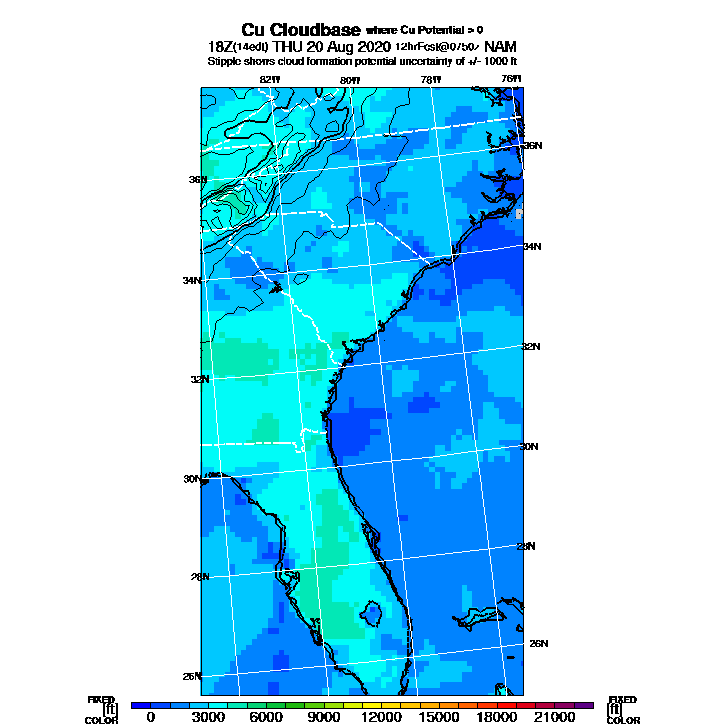 Cu Cloudbase where Cu Potential > 0
18Z(14edt) THU 20 Aug 2020 12hrFcst@0750z NAM
Stipple shows cloud formation potential uncertainty of +/- 1000 ft
82W 80W 78W 76W
36N
36N
34N
34N
32N
32N
30N
30N
28N
28N
26N
26N
FIXED FIXED
[ft] [ft]
COLOR COLOR
0 3000 6000 9000 12000 15000 18000 21000